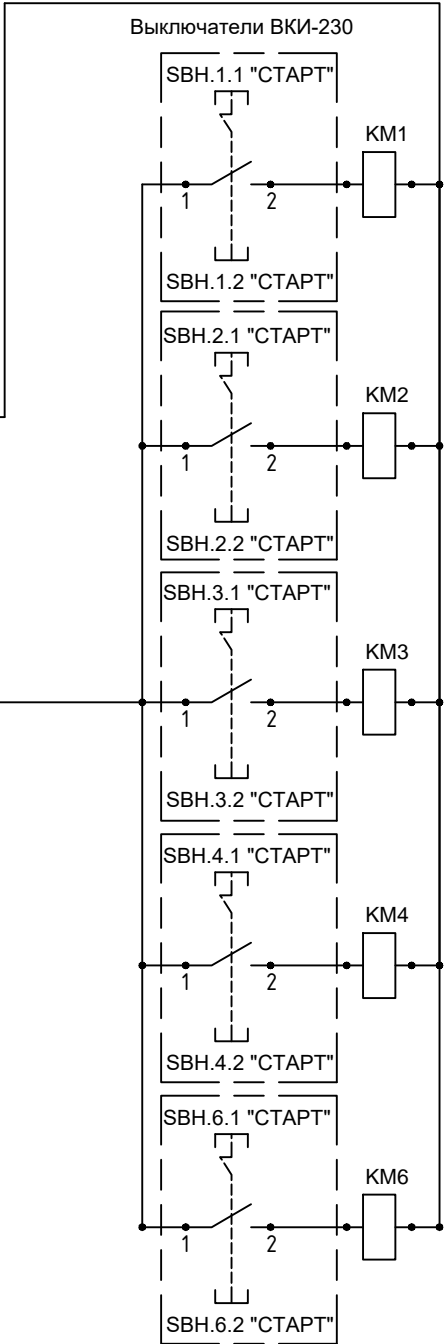 Выключатели ВКИ-230
SBH.1.1 "СТАРТ"
KM1
1 2
SBH.1.2 "СТАРТ"
SBH.2.1 "СТАРТ"
KM2
1 2
SBH.2.2 "СТАРТ"
SBH.3.1 "СТАРТ"
KM3
1 2
SBH.3.2 "СТАРТ"
SBH.4.1 "СТАРТ"
KM4
1 2
SBH.4.2 "СТАРТ"
SBH.6.1 "СТАРТ"
KM6
1 2
SBH.6.2 "СТАРТ"